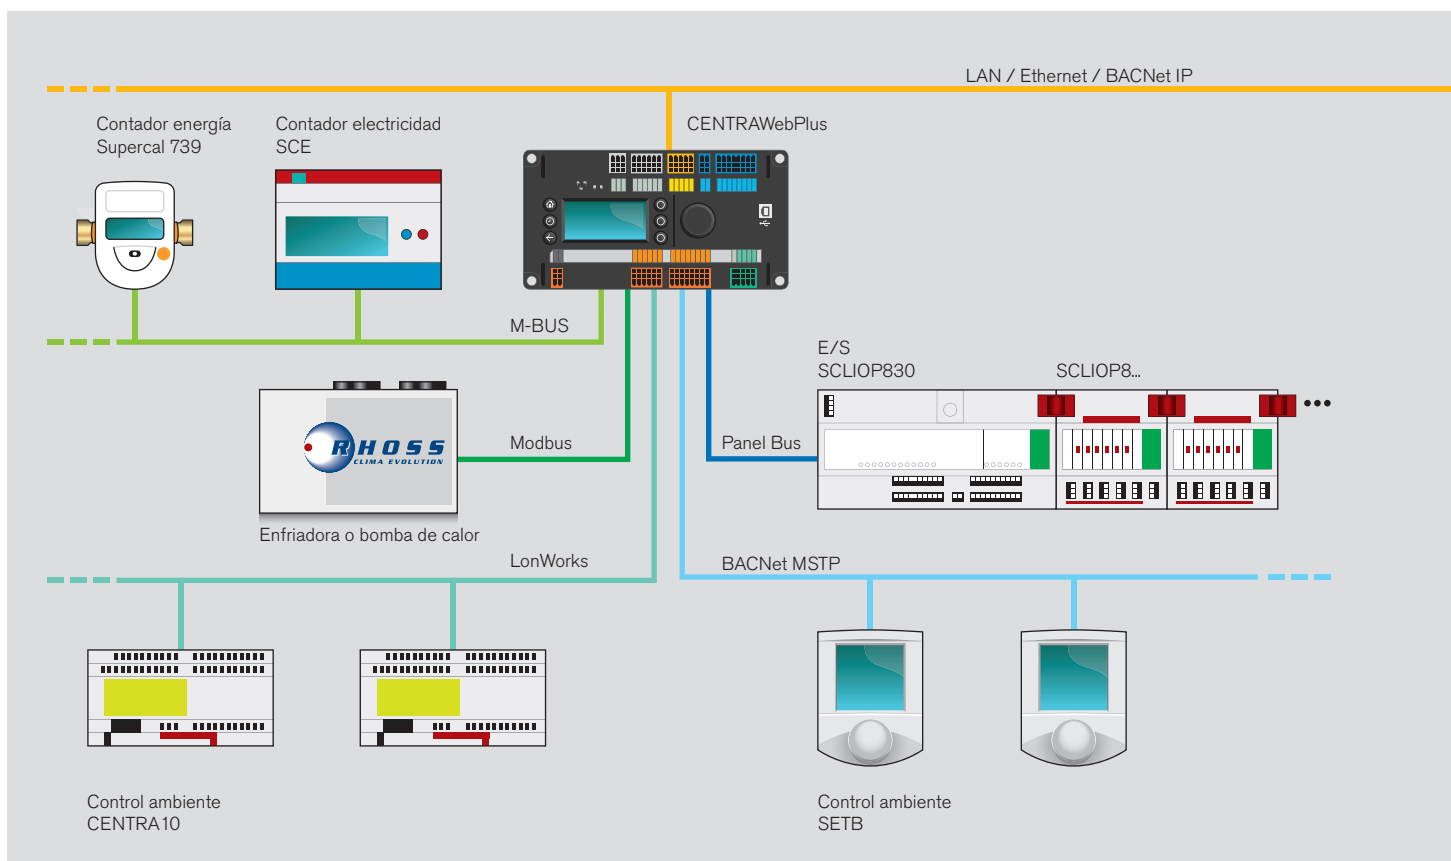 LAN / Ethernet / BACNet IP
Contador energía
Supercal 739
Contador electricidad
SCE
CENTRAWebPlus
M-BUS
E/S
SCLIOP830
SCLIOP8...
RHOSS
CLIMA EVOLUTION
Modbus
Panel Bus
Enfriadora o bomba de calor
LonWorks
BACNet MSTP
Control ambiente
CENTRA10
Control ambiente
SETB